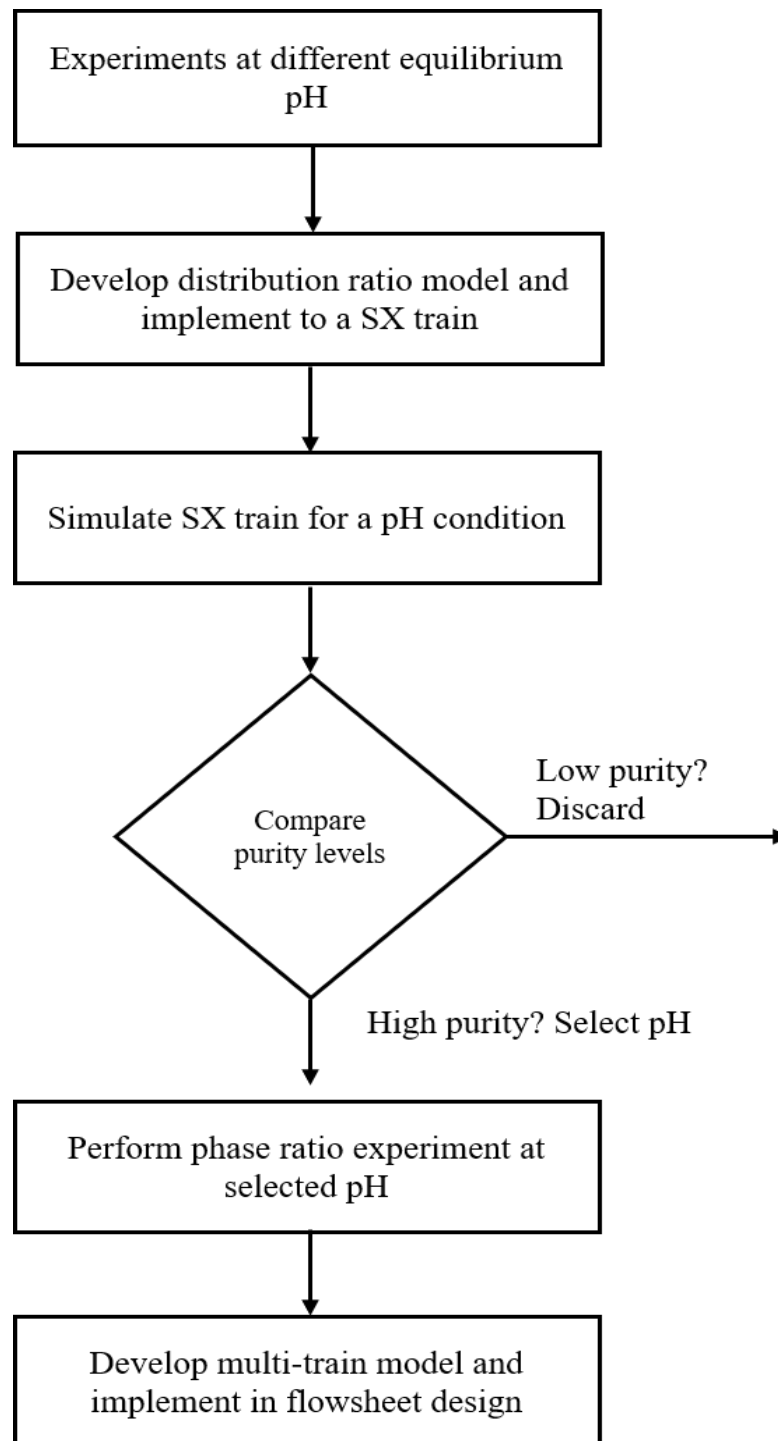 Experiments at different equilibrium
pH
Develop distribution ratio model and
implement to a SX train
Simulate SX train for a pH condition
Compare
purity levels
Low purity?
Discard
High purity? Select pH
Perform phase ratio experiment at
selected pH
Develop multi-train model and
implement in flowsheet design